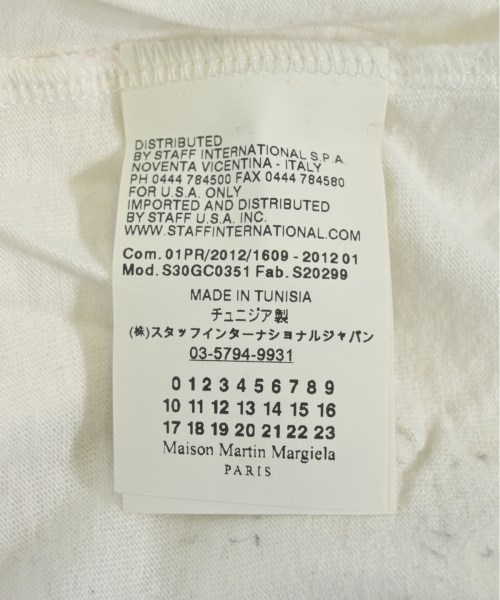 DISTRIBUTED
BY STAFF INTERNATIONAL S.P.A.
NOVENTA VICENTINA - ITALY
PH 0444 784500 FAX 0444 784580
FOR U.S.A. ONLY
IMPORTED AND DISTRIBUTED
BY STAFF U.S.A. INC.
WWW.STAFFINTERNATIONAL.COM
Com. 01PR/2012/1609 - 2012 01
Mod. S30GC0351 Fab. S20299
MADE IN TUNISIA
チュニジア製
(株)スタッフインターナショナルジャパン
03-5794-9931
0 1 2 3 4 5 6 7 8 9
10 11 12 13 14 15 16
17 18 19 20 21 22 23
Maison Martin Margiela
PARIS